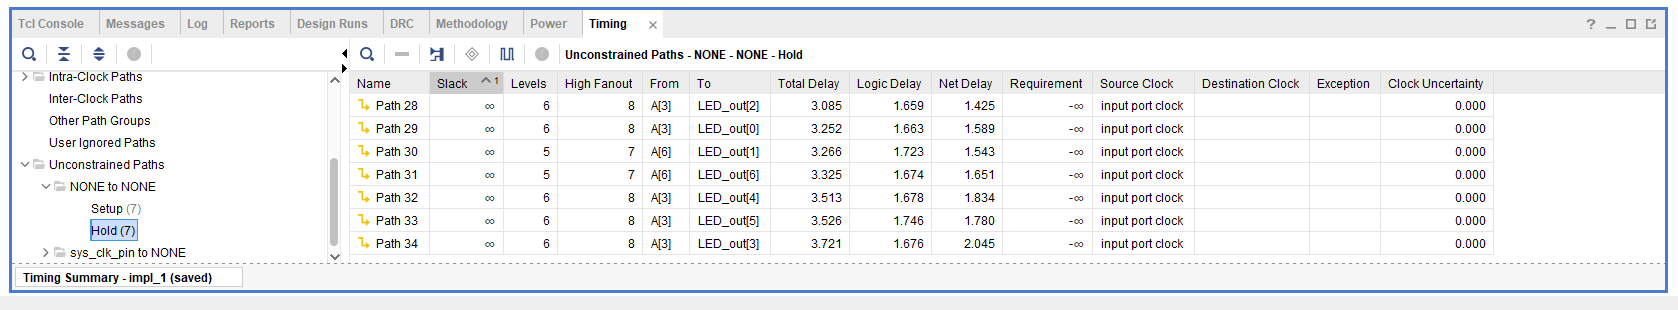 Tcl Console Messages Log Reports Design Runs DRC Methodology Power Timing × ?
Unconstrained Paths - NONE - NONE - Hold
Intra-Clock Paths
Inter-Clock Paths
Other Path Groups
User Ignored Paths
Unconstrained Paths
NONE to NONE
Setup (7)
Hold (7)
sys_clk_pin to NONE
Name Slack 1 Levels High Fanout From To Total Delay Logic Delay Net Delay Requirement Source Clock Destination Clock Exception Clock Uncertainty
Path 28 ∞ 6 8 A[3] LED_out[2] 3.085 1.659 1.425 -∞ input port clock 0.000
Path 29 ∞ 6 8 A[3] LED_out[0] 3.252 1.663 1.589 -∞ input port clock 0.000
Path 30 ∞ 5 7 A[6] LED_out[1] 3.266 1.723 1.543 -∞ input port clock 0.000
Path 31 ∞ 5 7 A[6] LED_out[6] 3.325 1.674 1.651 -∞ input port clock 0.000
Path 32 ∞ 6 8 A[3] LED_out[4] 3.513 1.678 1.834 -∞ input port clock 0.000
Path 33 ∞ 6 8 A[3] LED_out[5] 3.526 1.746 1.780 -∞ input port clock 0.000
Path 34 ∞ 6 8 A[3] LED_out[3] 3.721 1.676 2.045 -∞ input port clock 0.000
Timing Summary - impl_1 (saved)